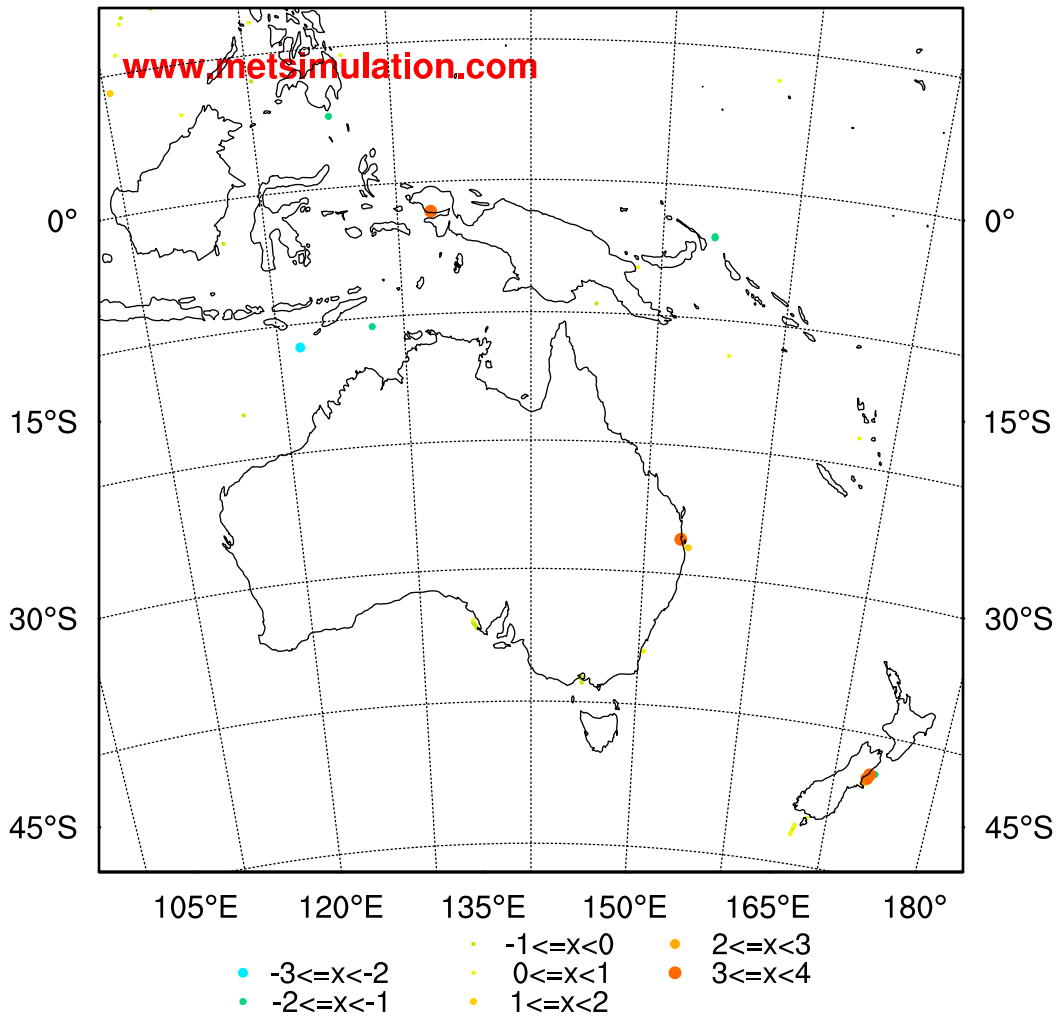 www.metsimulation.com
0° 0°
15°S 15°S
30°S 30°S
45°S 45°S
105°E 120°E 135°E 150°E 165°E 180°
-1<=x<0 2<=x<3
-3<=x<-2 0<=x<1 3<=x<4
-2<=x<-1 1<=x<2